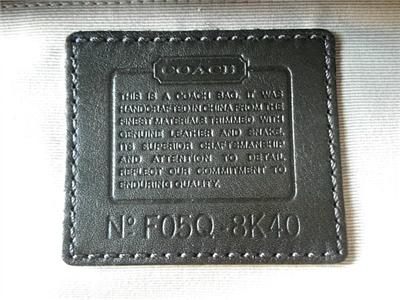 COACH
THIS IS A COACH BAG. IT WAS
HANDCRAFTED IN CHINA FROM THE
FINEST MATERIALS TRIMMED WITH
GENUINE LEATHER AND SNAKE.
ITS SUPERIOR CRAFTSMANSHIP
AND ATTENTION TO DETAIL
REFLECT OUR COMMITMENT TO
ENDURING QUALITY.
Nº F05Q-8K40